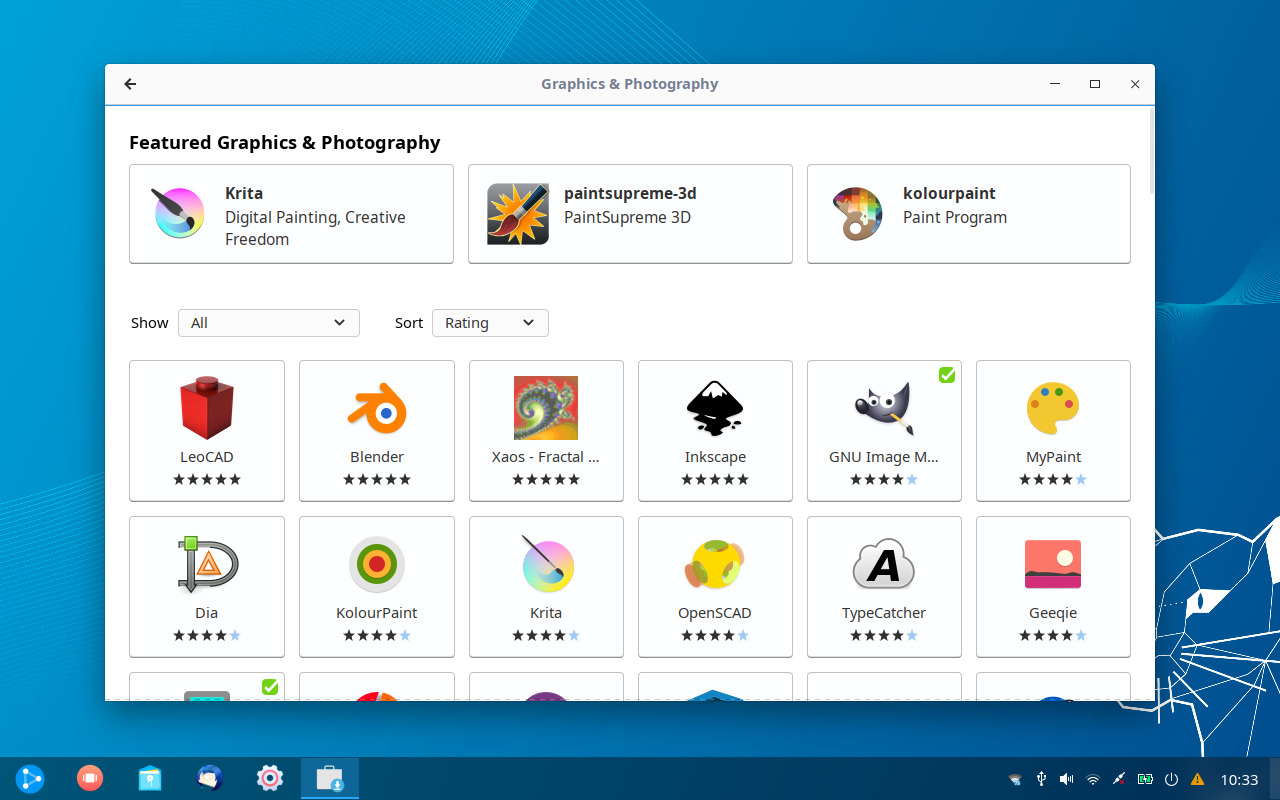 Graphics & Photography
Featured Graphics & Photography
Krita
Digital Painting, Creative
Freedom
paintsupreme-3d
PaintSupreme 3D
kolourpaint
Paint Program
Show All Sort Rating
LeoCAD Blender Xaos - Fractal ... Inkscape GNU Image M... MyPaint
Dia KolourPaint Krita OpenSCAD TypeCatcher Geeqie
10:33